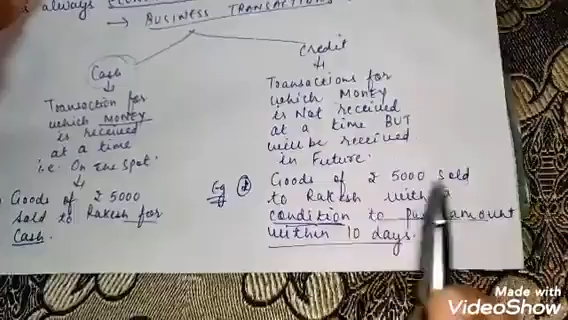 is always
→ BUSINESS TRANSACTIONS
Cash
Transaction for
which MONEY
is received
at a time
i.e. On the spot.
Goods of ₹ 5000
sold to Rakesh for
Cash.
Credit
Transactions for
which MONEY
is Not received
at a time BUT
will be received
in Future.
Eg ② Goods of ₹ 5000 sold
to Rakesh with
condition to amount
within 10 days.
Made with
VideoShow